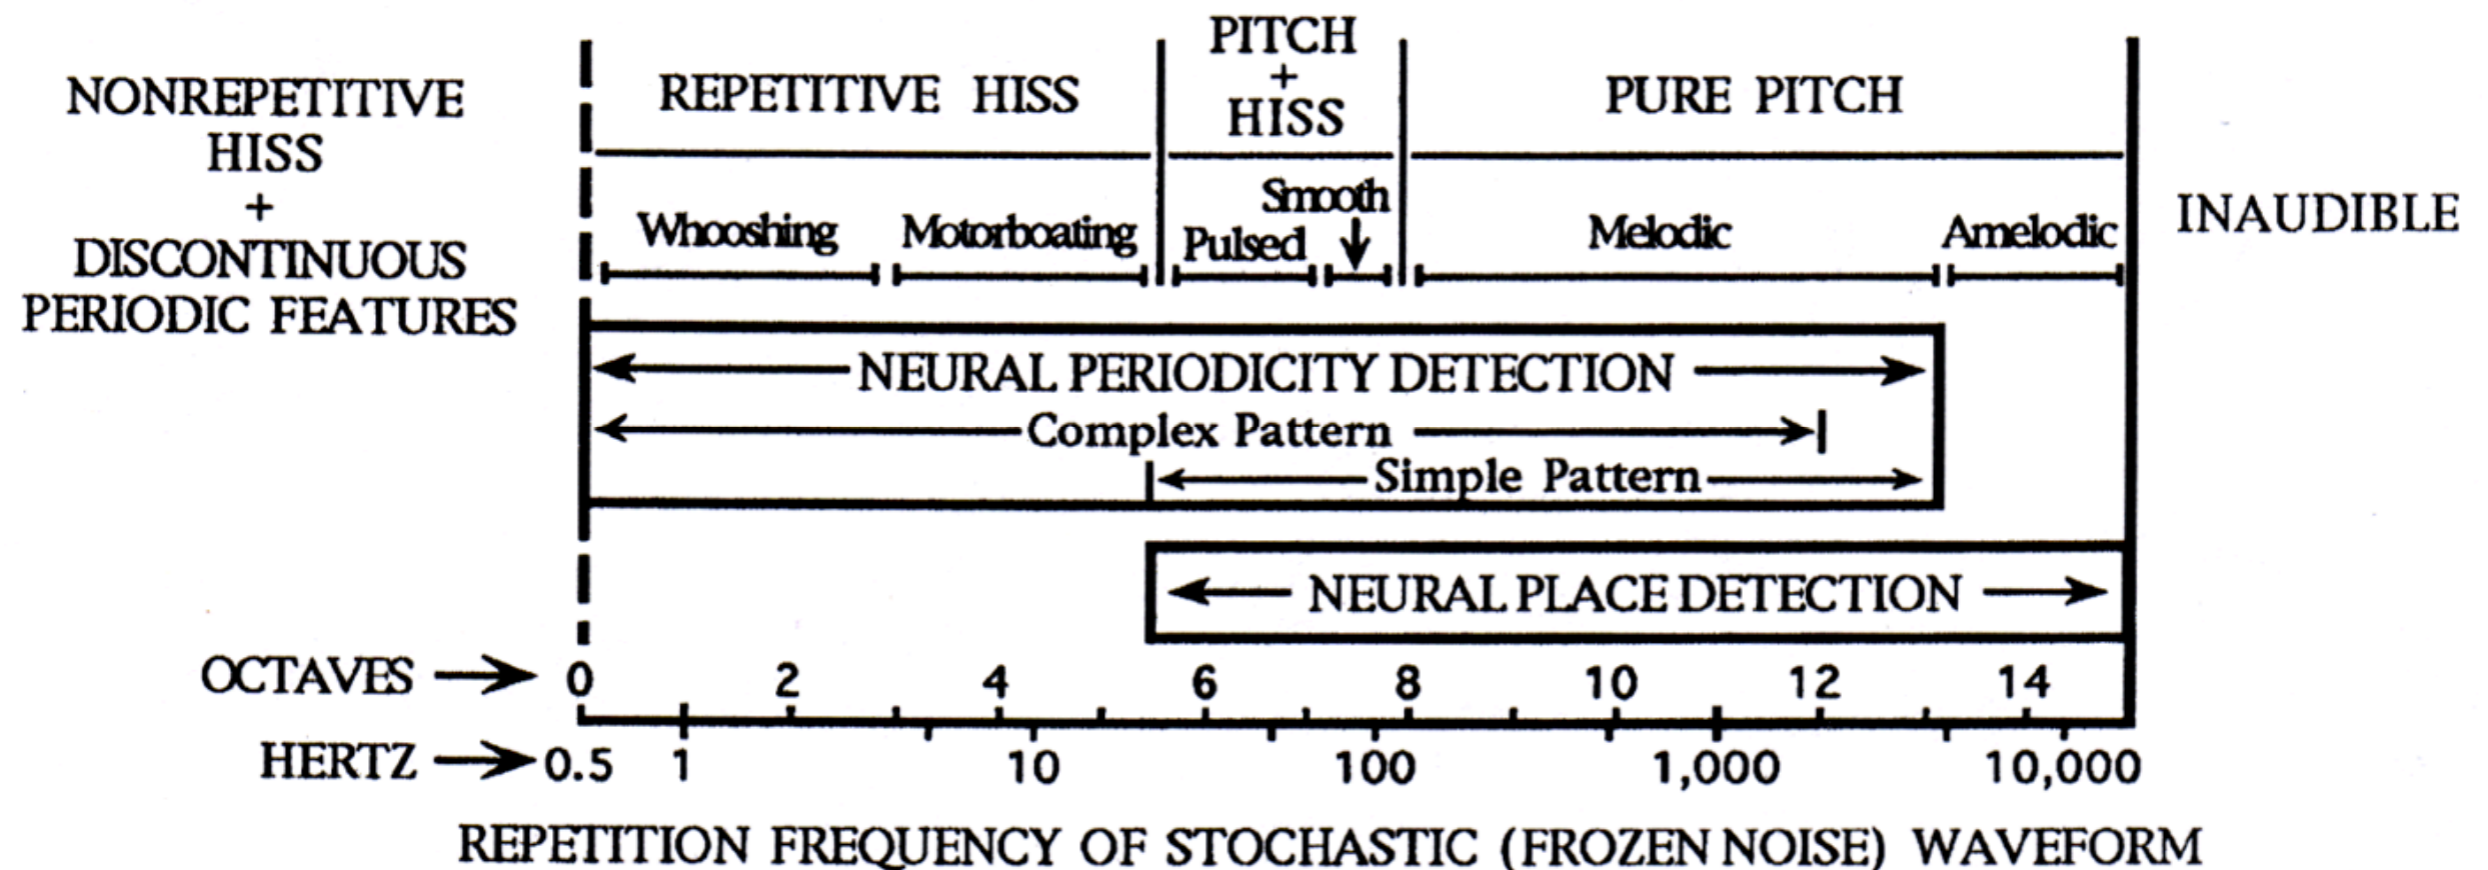 NONREPETITIVE
HISS
+
DISCONTINUOUS
PERIODIC FEATURES
REPETITIVE HISS
PITCH
+
HISS
PURE PITCH
INAUDIBLE
Whooshing
Motorboating
Pulsed
Smooth
Melodic
Amelodic
NEURAL PERIODICITY DETECTION
Complex Pattern
Simple Pattern
NEURAL PLACE DETECTION
OCTAVES 0 2 4 6 8 10 12 14
HERTZ 0.5 1 10 100 1,000 10,000
REPETITION FREQUENCY OF STOCHASTIC (FROZEN NOISE) WAVEFORM